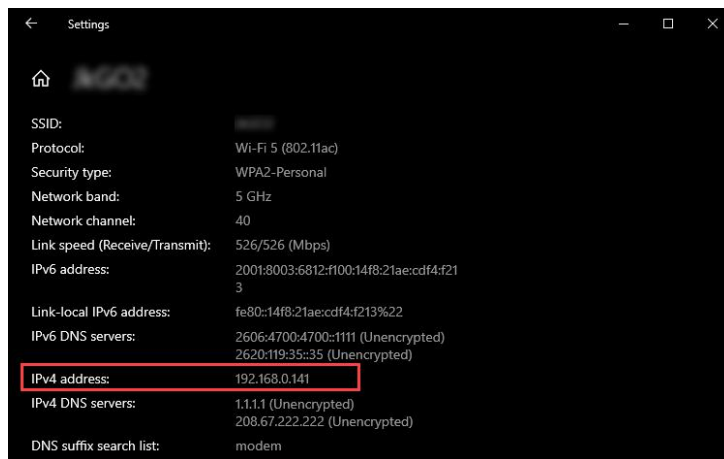 Settings
SSID:
Protocol: Wi-Fi 5 (802.11ac)
Security type: WPA2-Personal
Network band: 5 GHz
Network channel: 40
Link speed (Receive/Transmit): 526/526 (Mbps)
IPv6 address: 2001:8003:6812:f100:14f8:21ae:cdf4:f21
3
Link-local IPv6 address: fe80::14f8:21ae:cdf4:f213%22
IPv6 DNS servers: 2606:4700:4700::1111 (Unencrypted)
2620:119:35::35 (Unencrypted)
IPv4 address: 192.168.0.141
IPv4 DNS servers: 1.1.1.1 (Unencrypted)
208.67.222.222 (Unencrypted)
DNS suffix search list: modem